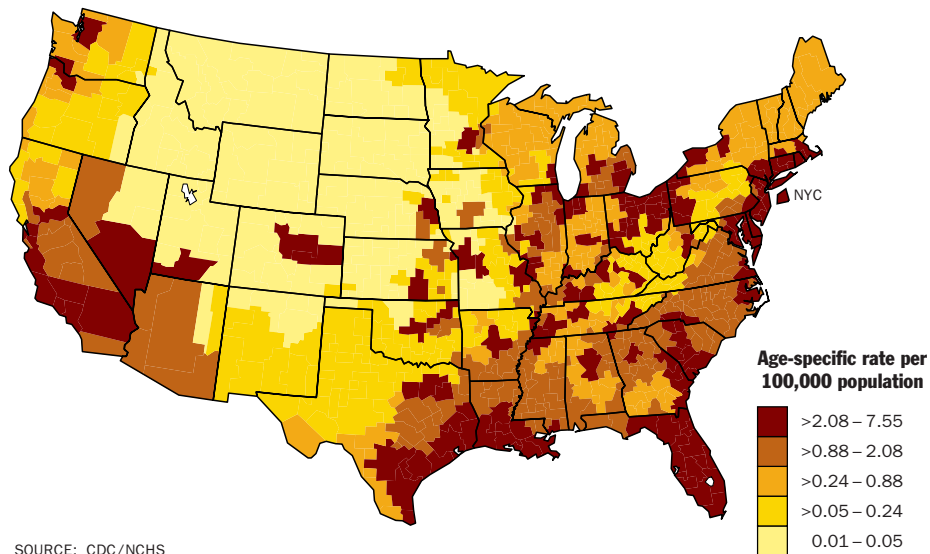 NYC
Age-specific rate per
100,000 population
>2.08 – 7.55
>0.88 – 2.08
>0.24 – 0.88
>0.05 – 0.24
0.01 – 0.05
SOURCE: CDC/NCHS